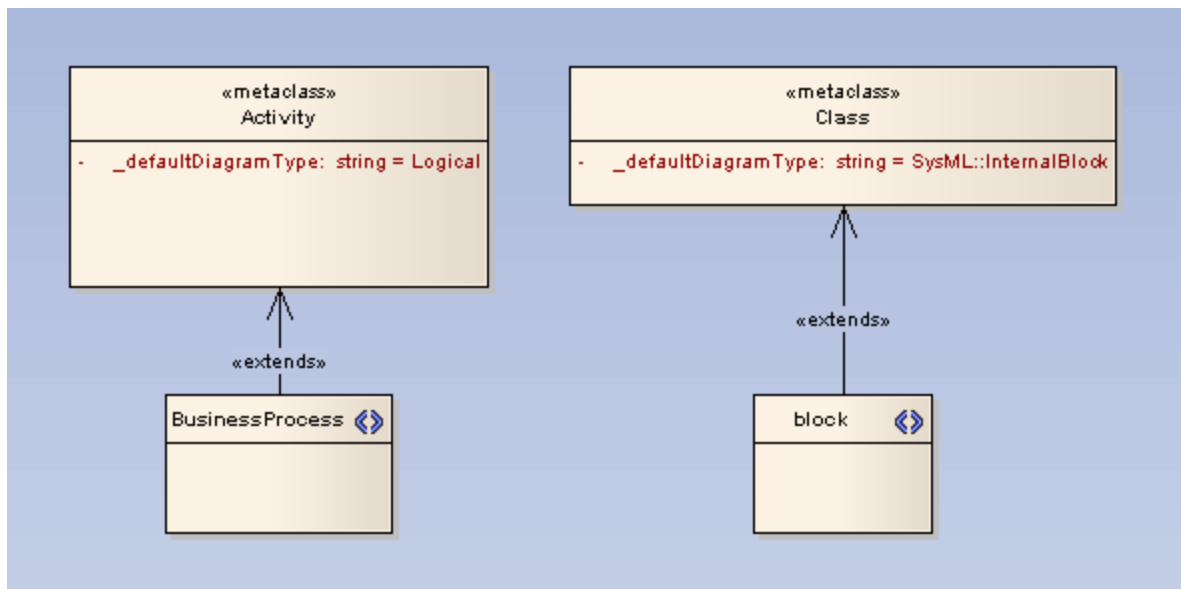 «metaclass»
Activity
- _defaultDiagramType: string = Logical
«extends»
BusinessProcess
«metaclass»
Class
- _defaultDiagramType: string = SysML::InternalBlock
«extends»
block